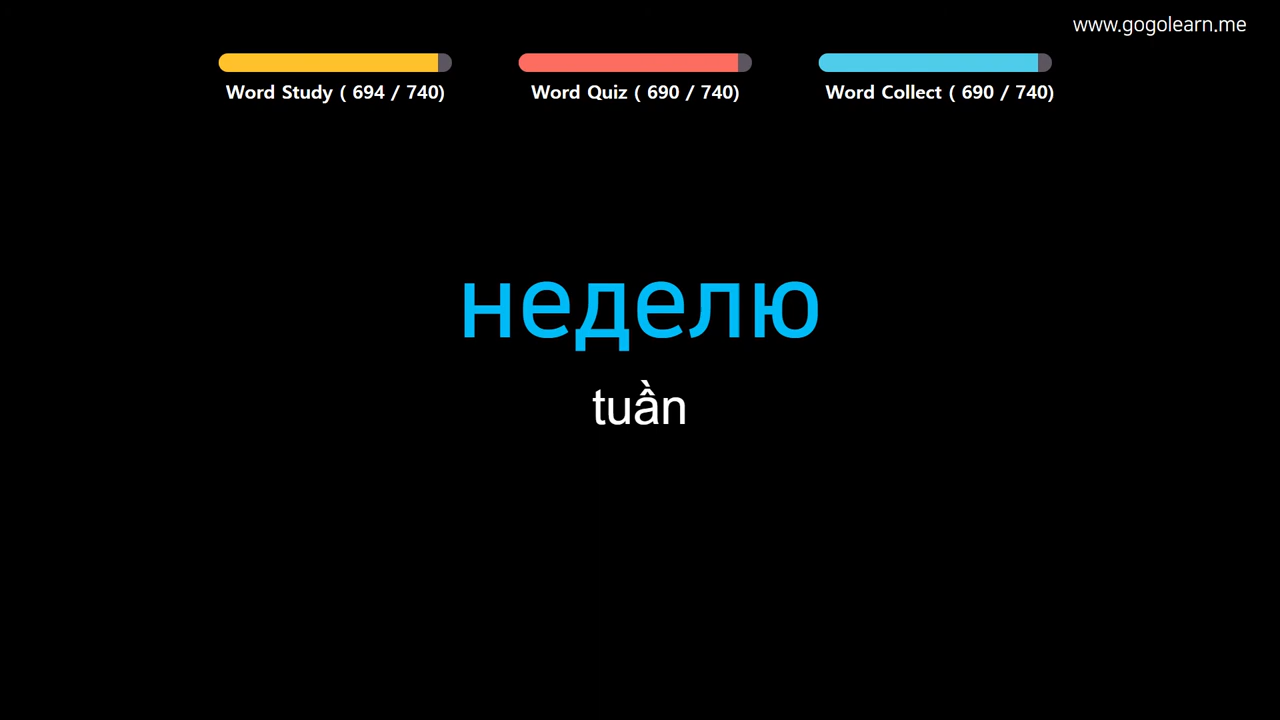 www.gogolearn.me
Word Study ( 694 / 740)
Word Quiz ( 690 / 740)
Word Collect ( 690 / 740)
неделю
tuần